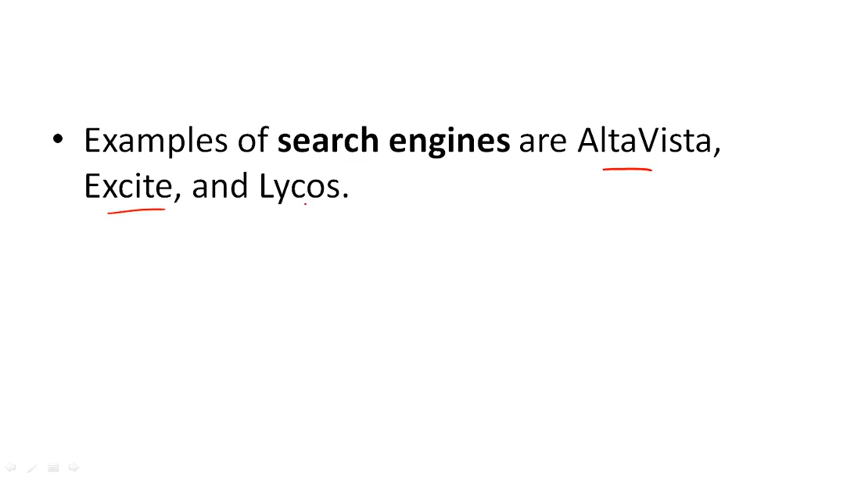 • Examples of search engines are AltaVista,
Excite, and Lycos.